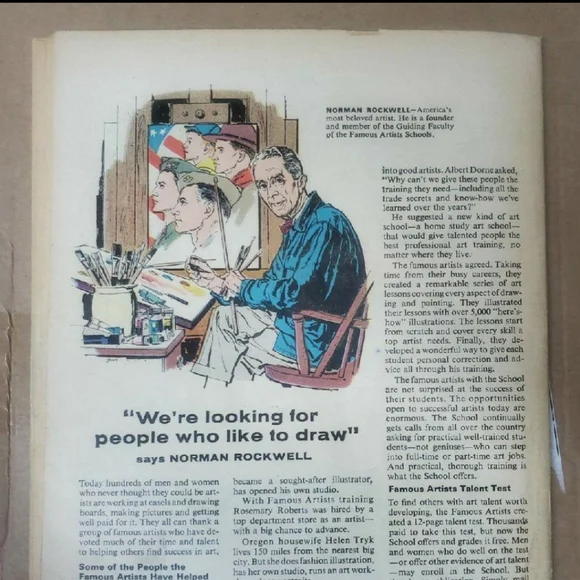 NORMAN ROCKWELL—America's
most beloved artist. He is a founder
and member of the Guiding Faculty
of the Famous Artists Schools.
"We're looking for
people who like to draw"
says NORMAN ROCKWELL
Today hundreds of men and women
who never thought they could be art-
ists are working at easels and drawing
boards, making pictures and getting
well paid for it. They all can thank a
group of famous artists who have de-
voted much of their time and talent
to helping others find success in art.
Some of the People the
Famous Artists Have Helped
became a sought-after illustrator,
has opened his own studio.
With Famous Artists training
Rosemary Roberts was hired by a
top department store as an artist—
with a big chance to advance.
Oregon housewife Helen Tryk
lives 150 miles from the nearest big
city. But she does fashion illustration,
has her own studio, runs an art work-
into good artists. Albert Dorne asked,
"Why can't we give these people the
training they need—including all the
trade secrets and know-how we've
learned over the years?"
He suggested a new kind of art
school—a home study art school—
that would give talented people the
best professional art training, no
matter where they live.
The famous artists agreed. Taking
time from their busy careers, they
created a remarkable series of art
lessons covering every aspect of draw-
ing and painting. They illustrated
their lessons with over 5,000 "here's-
how" illustrations. The lessons start
from scratch and cover every skill a
top artist needs. Finally, they de-
veloped a wonderful way to give each
student personal correction and ad-
vice all through his training.
The famous artists with the School
are not surprised at the success of
their students. The opportunities
open to successful artists today are
enormous. The School continually
gets calls from all over the country
asking for practical well-trained stu-
dents—not geniuses—who can step
into full-time or part-time art jobs.
And practical, thorough training is
what the School offers.
Famous Artists Talent Test
To find others with art talent worth
developing, the Famous Artists cre-
ated a 12-page talent test. Thousands
paid to take this test, but now the
School offers and grades it free. Men
and women who do well on the test
—or offer other evidence of art talent
—may enroll in the School. But